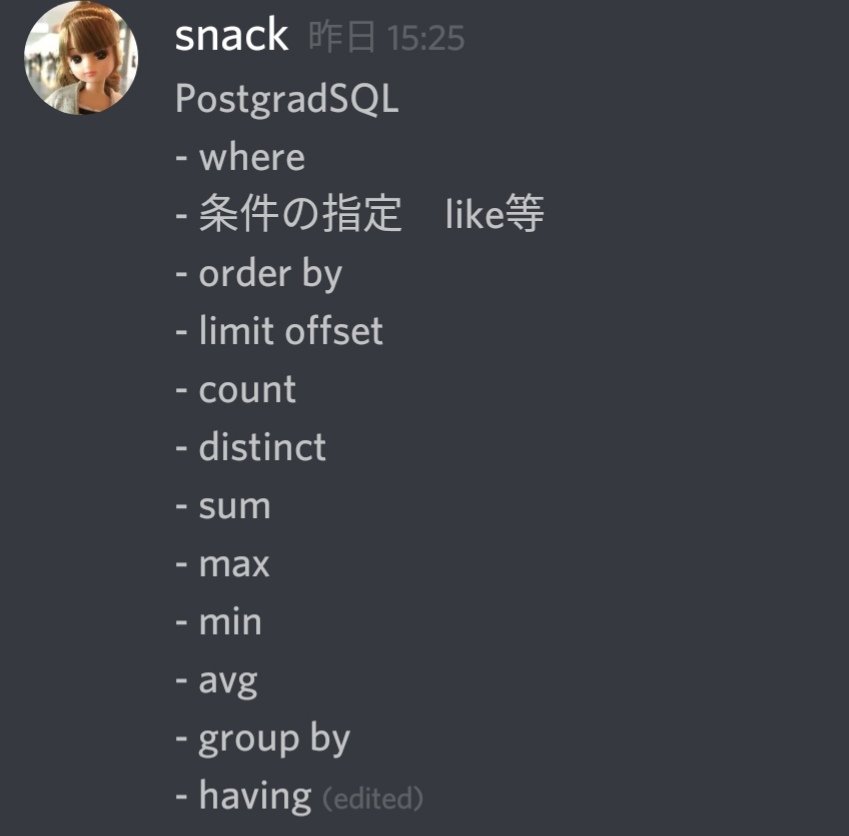 snack 昨日 15:25
PostgradSQL
- where
- 条件の指定　like等
- order by
- limit offset
- count
- distinct
- sum
- max
- min
- avg
- group by
- having (edited)